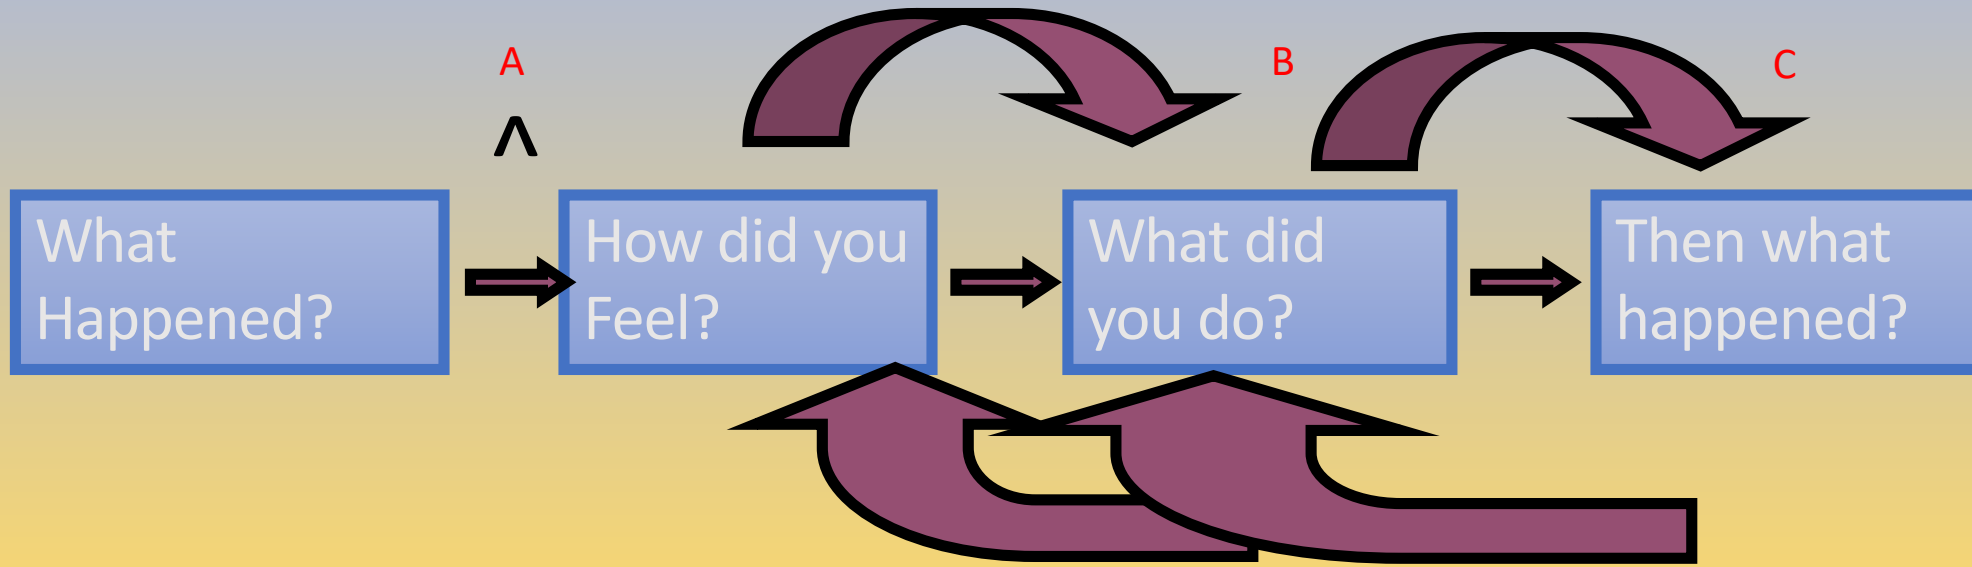 A
B
C
^
What
Happened?
How did you
Feel?
What did
you do?
Then what
happened?